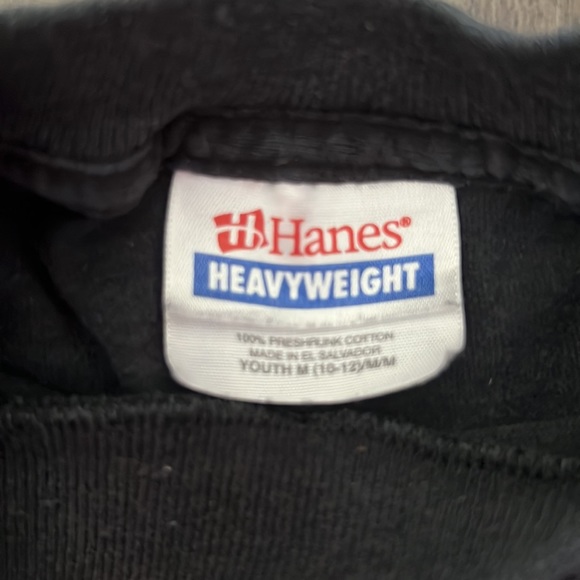 Hanes®
HEAVYWEIGHT
100% PRESHRUNK COTTON
MADE IN EL SALVADOR
YOUTH M (10-12)/M/M